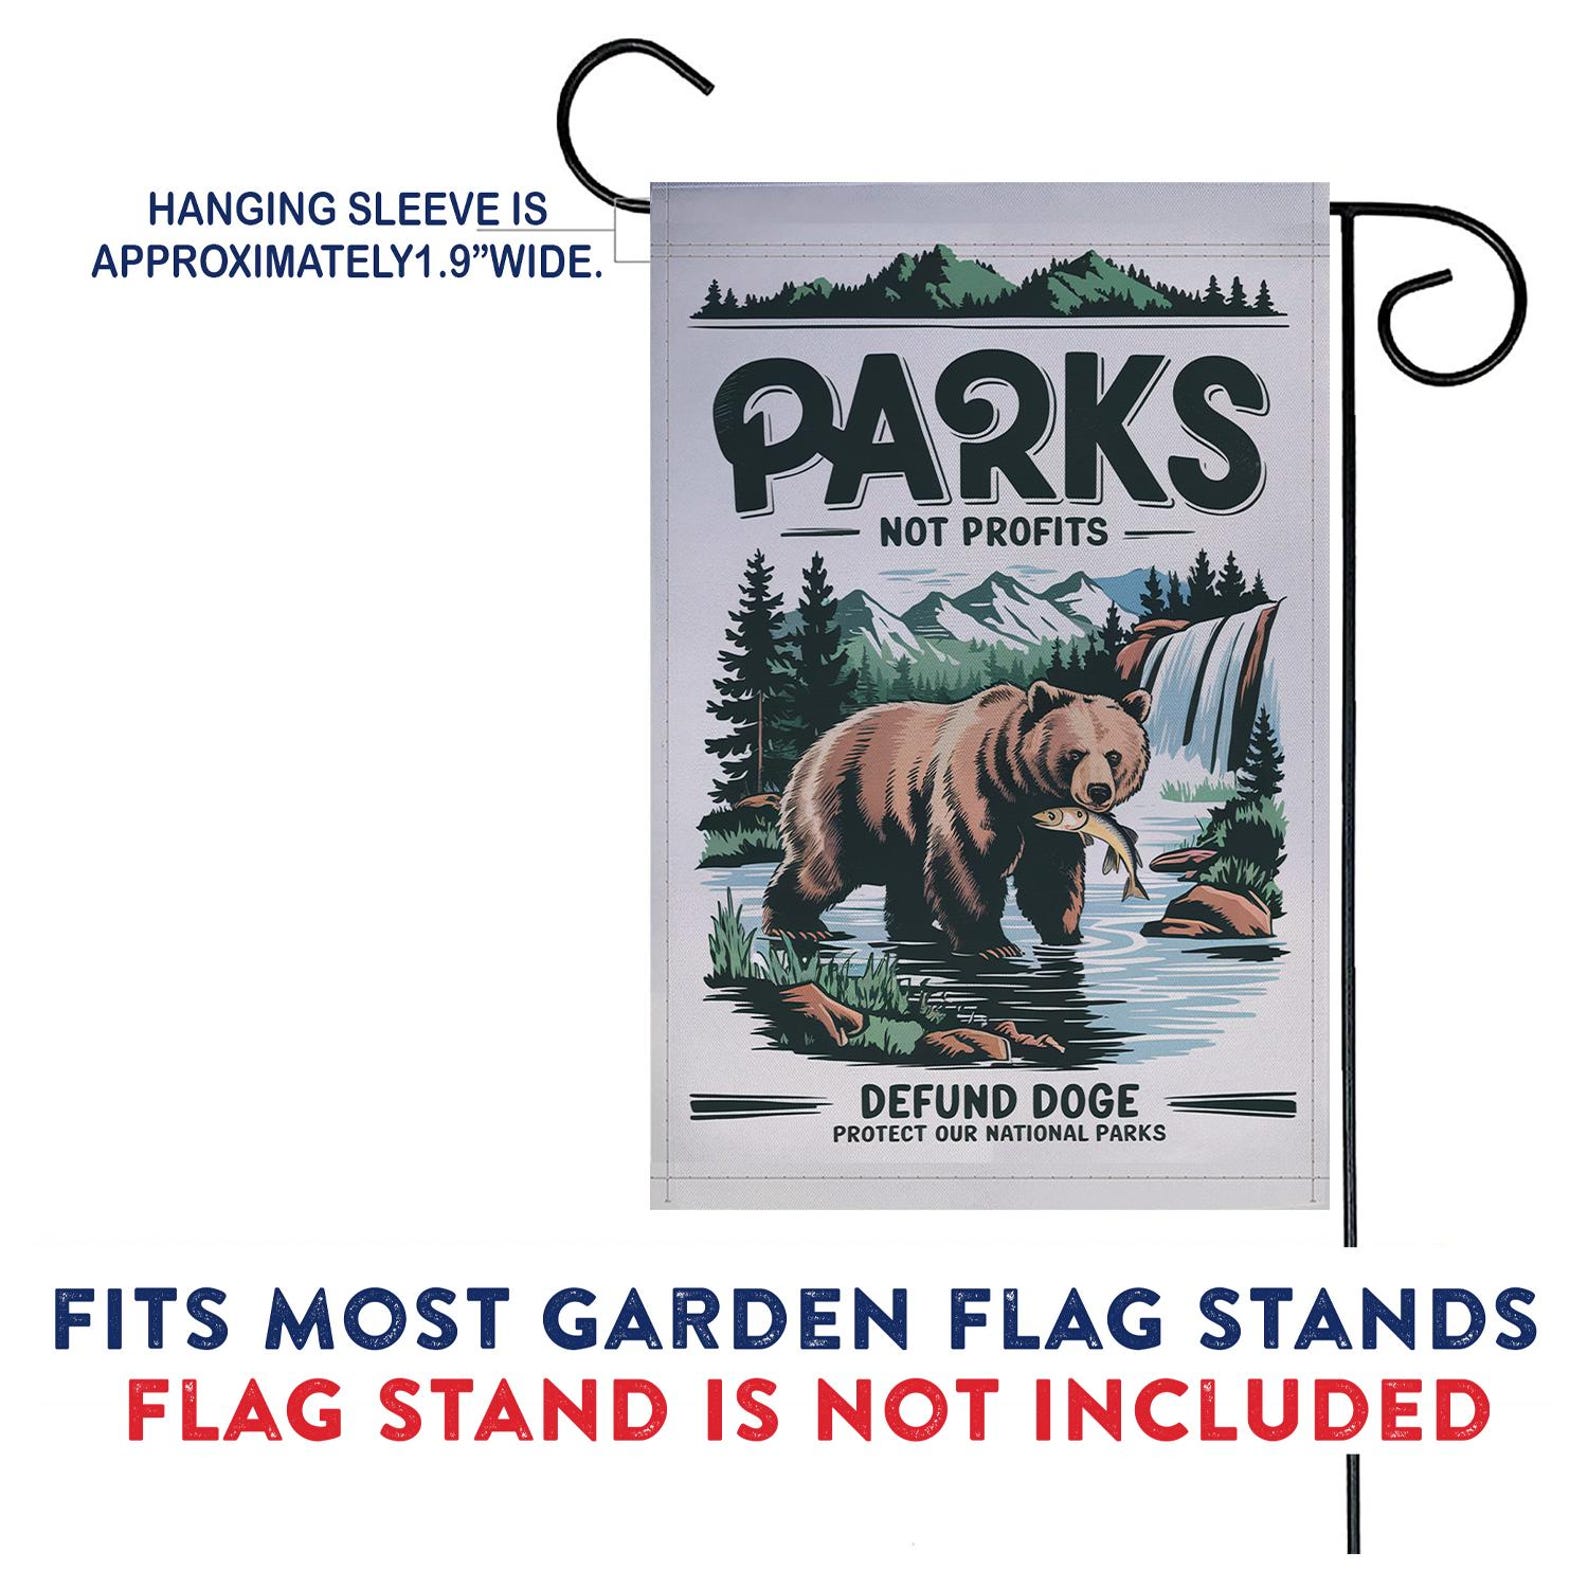 HANGING SLEEVE IS
APPROXIMATELY1.9”WIDE.
PARKS
NOT PROFITS
DEFUND DOGE
PROTECT OUR NATIONAL PARKS
FITS MOST GARDEN FLAG STANDS
FLAG STAND IS NOT INCLUDED